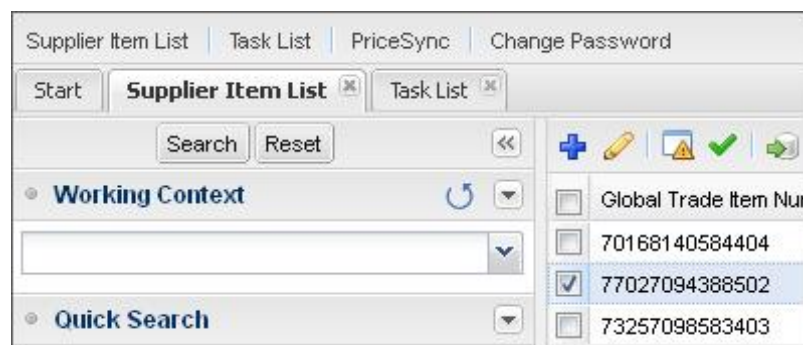 Supplier Item List Task List PriceSync Change Password
Start Supplier Item List Task List
Search Reset
Working Context
Quick Search
Global Trade Item Nu
70168140584404
77027094388502
73257098583403